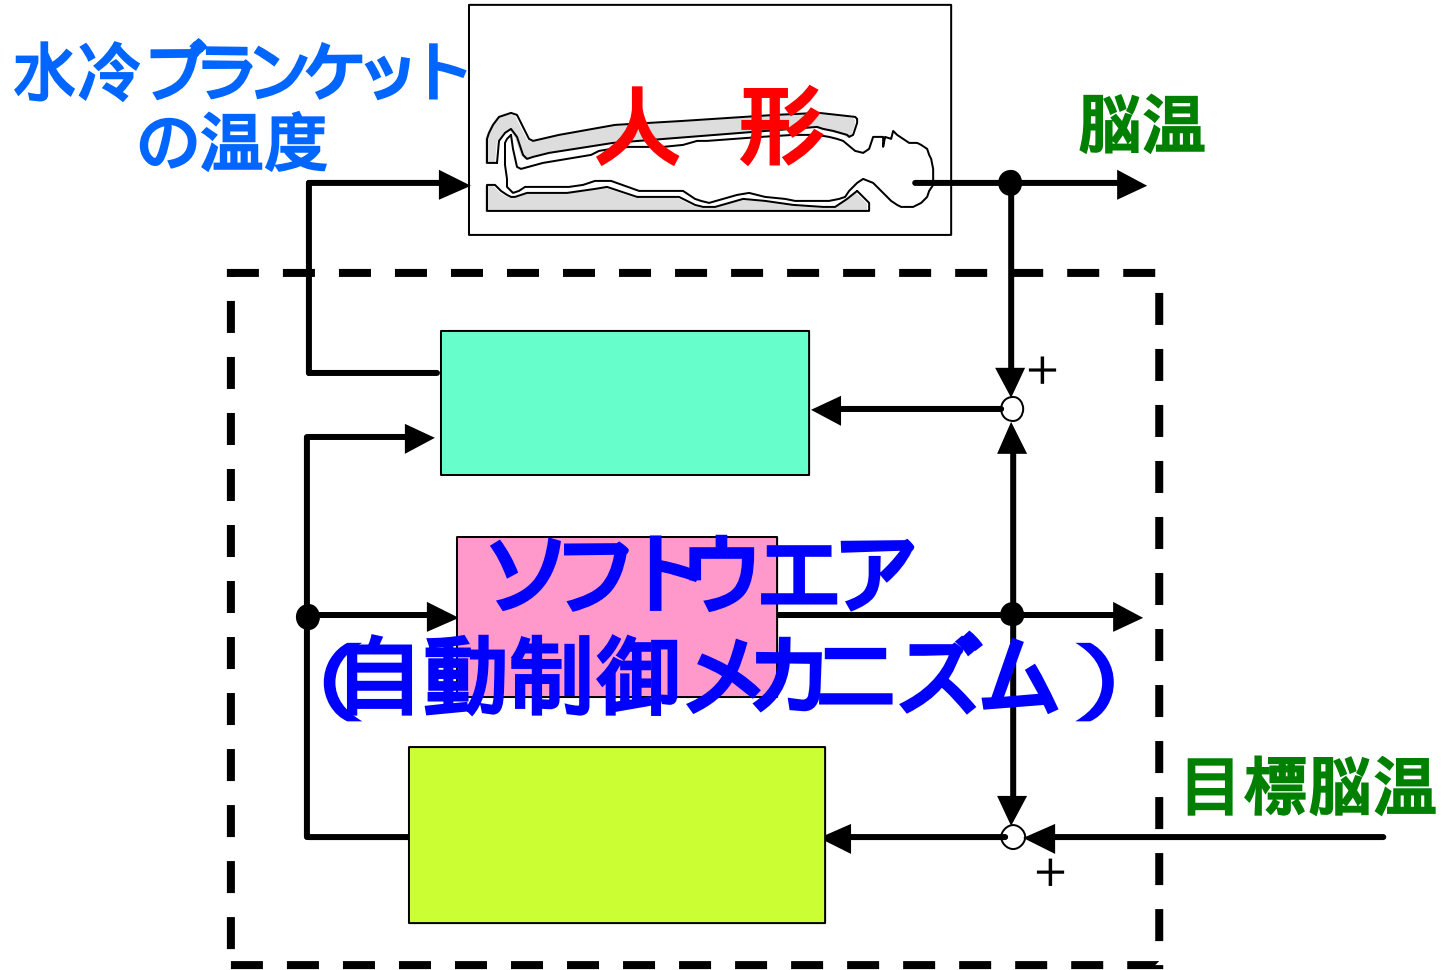 水冷ブランケット
の温度
人 形
脳温
+
ソフトウエア
(自動制御メカニズム)
目標脳温
+